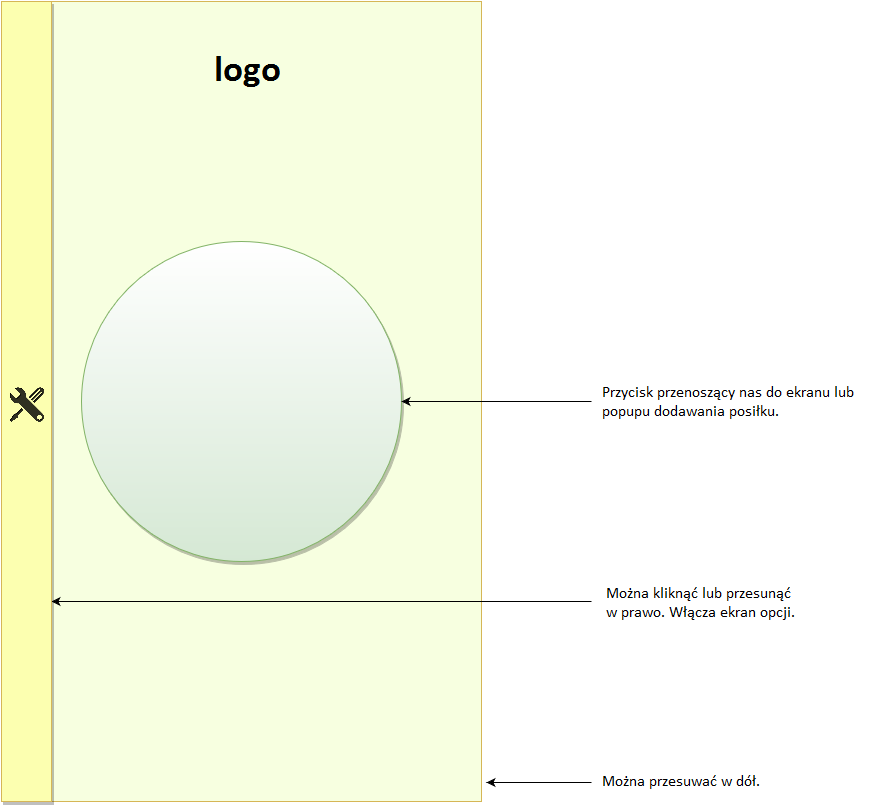 logo
Przycisk przenoszący nas do ekranu lub
popupu dodawania posiłku.
Można kliknąć lub przesunąć
w prawo. Włącza ekran opcji.
Można przesuwać w dół.